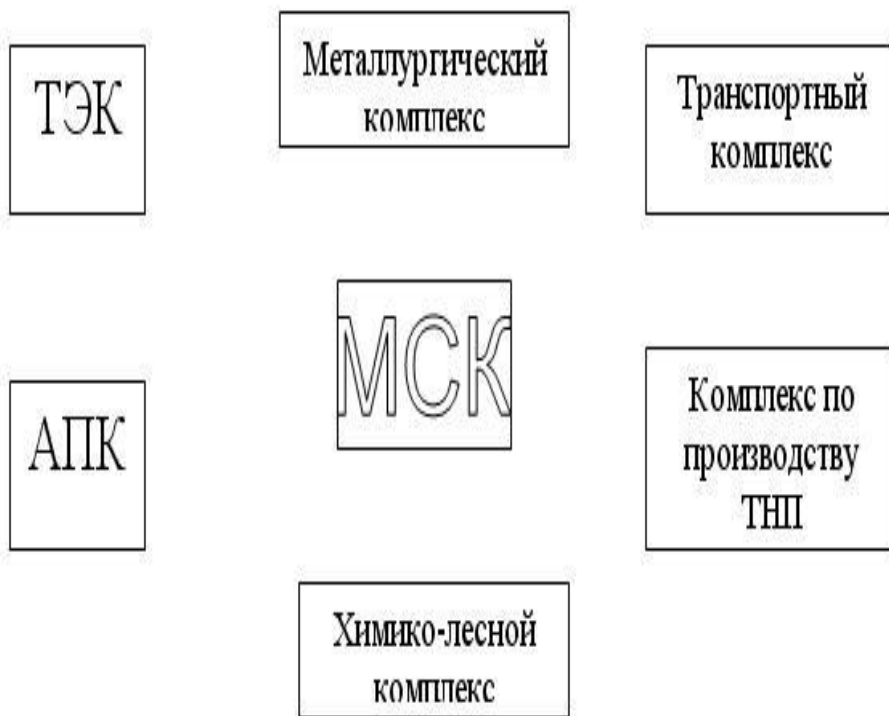 ТЭК
Металлургический
комплекс
Транспортный
комплекс
МСК
АПК
Комплекс по
производству
ТНП
Химико-лесной
комплекс